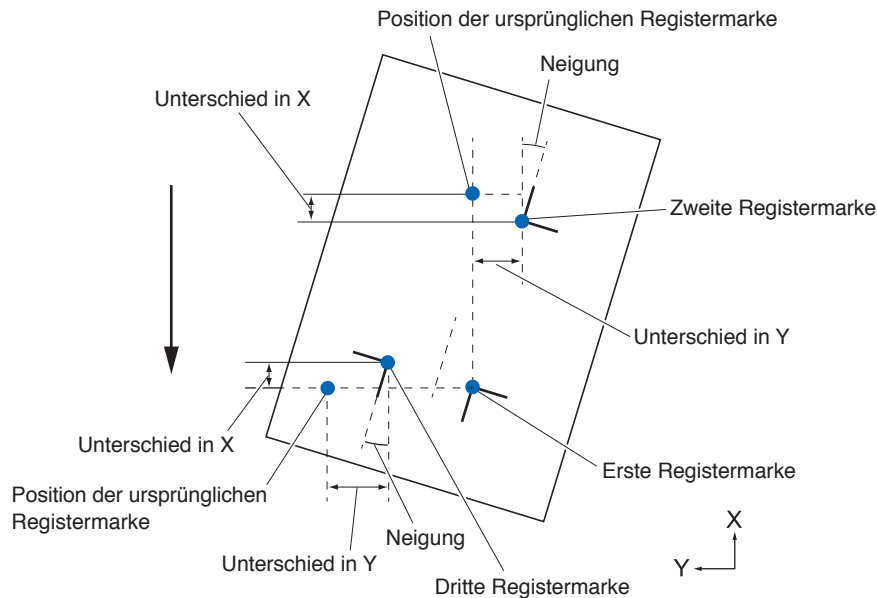 Position der ursprünglichen Registermarke
Neigung
Unterschied in X
Zweite Registermarke
Unterschied in Y
Unterschied in X
Erste Registermarke
Position der ursprünglichen
Registermarke
Neigung
Unterschied in Y
Dritte Registermarke
X
Y